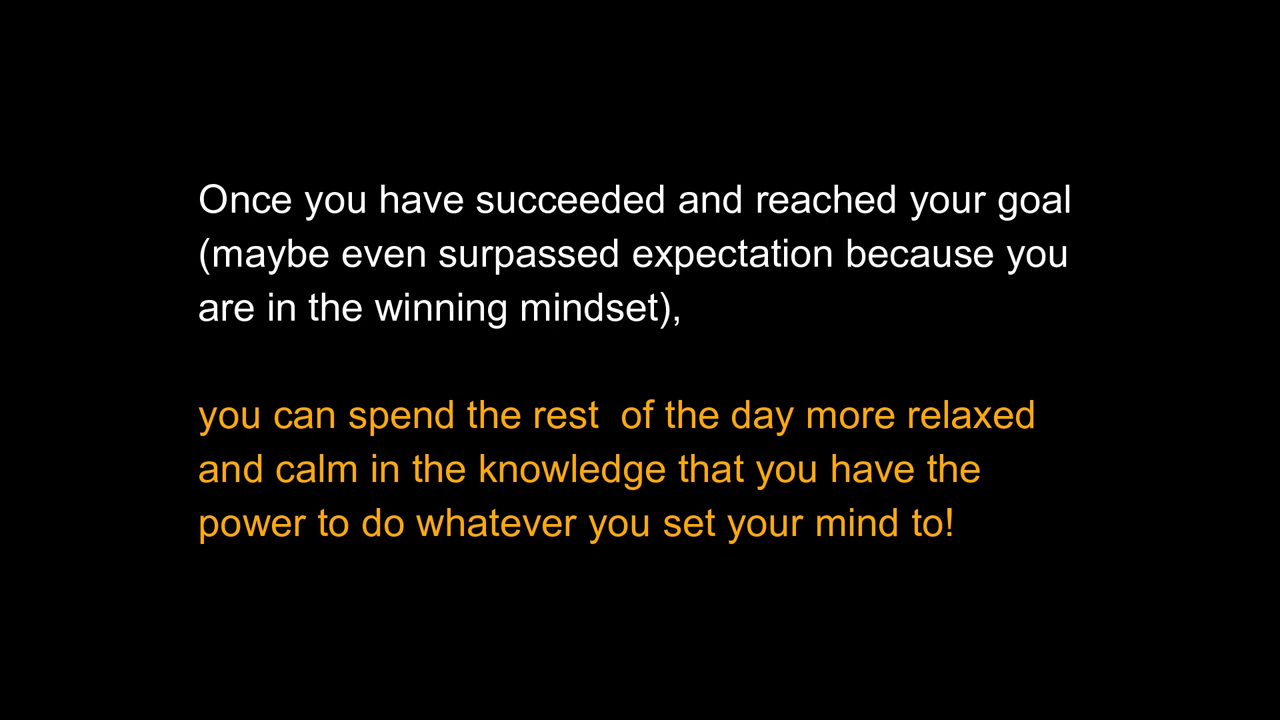 Once you have succeeded and reached your goal
(maybe even surpassed expectation because you
are in the winning mindset),
you can spend the rest  of the day more relaxed
and calm in the knowledge that you have the
power to do whatever you set your mind to!